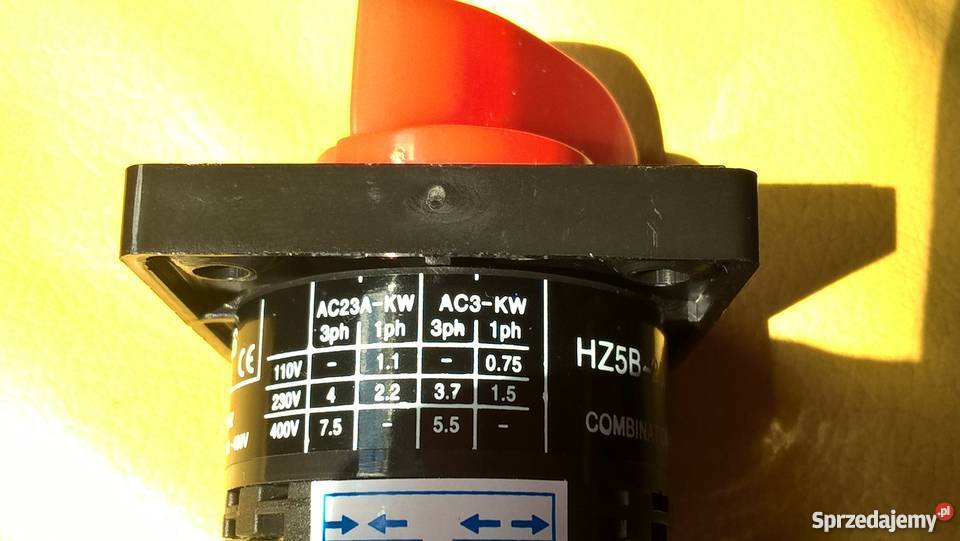 AC23A-KW AC3-KW
3ph 1ph 3ph 1ph
CE
110V - 1.1 - 0.75
230V 4 2.2 3.7 1.5
400V 7.5 - 5.5 -
HZ5B-
Sprzedajemy.pl